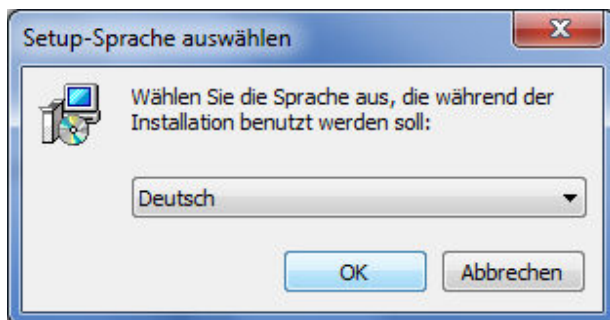 Setup-Sprache auswählen
Wählen Sie die Sprache aus, die während der
Installation benutzt werden soll:
Deutsch
OK
Abbrechen